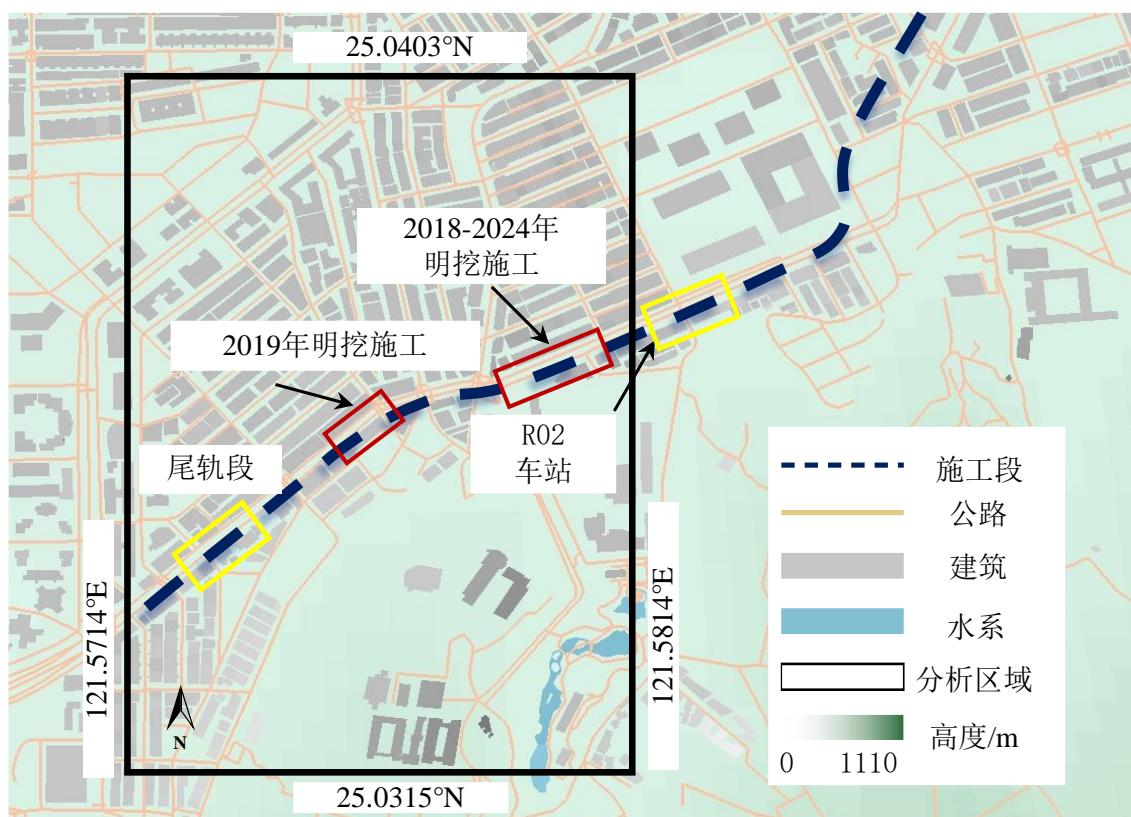 25.0403°N
2018-2024年
明挖施工
2019年明挖施工
R02
车站
尾轨段
121.5714°E
121.5814°E
N
25.0315°N
施工段
公路
建筑
水系
分析区域
高度/m
0 1110